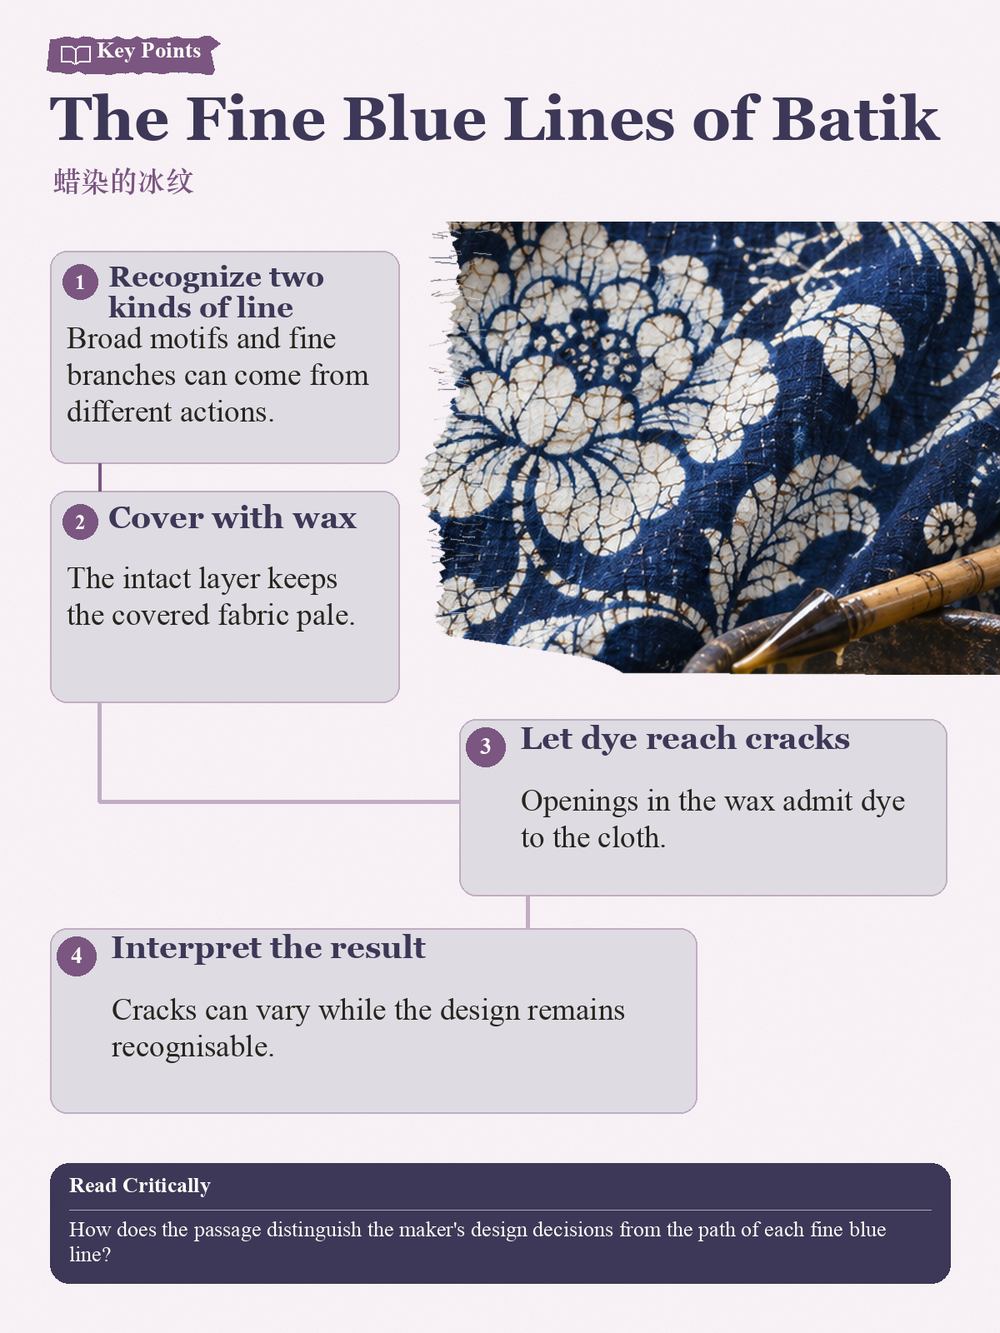 Key Points
The Fine Blue Lines of Batik
蜡染的冰纹
1
Recognize two
kinds of line
Broad motifs and fine
branches can come from
different actions.
2
Cover with wax
The intact layer keeps
the covered fabric pale.
3
Let dye reach cracks
Openings in the wax admit dye
to the cloth.
4
Interpret the result
Cracks can vary while the design remains
recognisable.
Read Critically
How does the passage distinguish the maker's design decisions from the path of each fine blue
line?